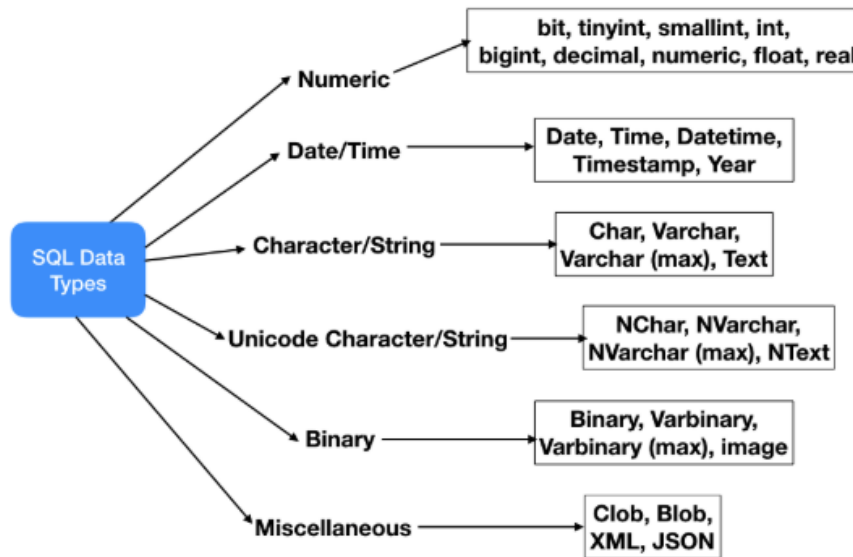 bit, tinyint, smallint, int,
bigint, decimal, numeric, float, real
Numeric
Date/Time
Date, Time, Datetime,
Timestamp, Year
SQL Data
Types
Character/String
Char, Varchar,
Varchar (max), Text
Unicode Character/String
NChar, NVarchar,
NVarchar (max), NText
Binary
Binary, Varbinary,
Varbinary (max), image
Miscellaneous
Clob, Blob,
XML, JSON